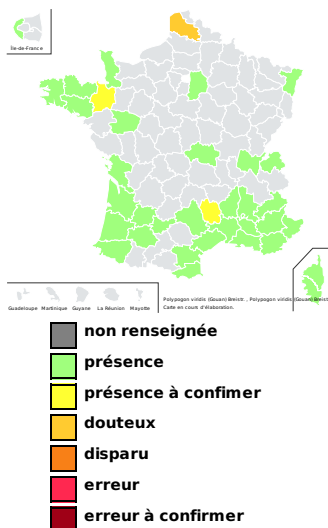 Île-de-France
Polypogon viridis (Gouan) Breistr. , Polypogon viridis (Gouan) Breistr
Carte en cours d'élaboration.
Guadeloupe Martinique Guyane La Réunion Mayotte
non renseignée
présence
présence à confimer
douteux
disparu
erreur
erreur à confirmer